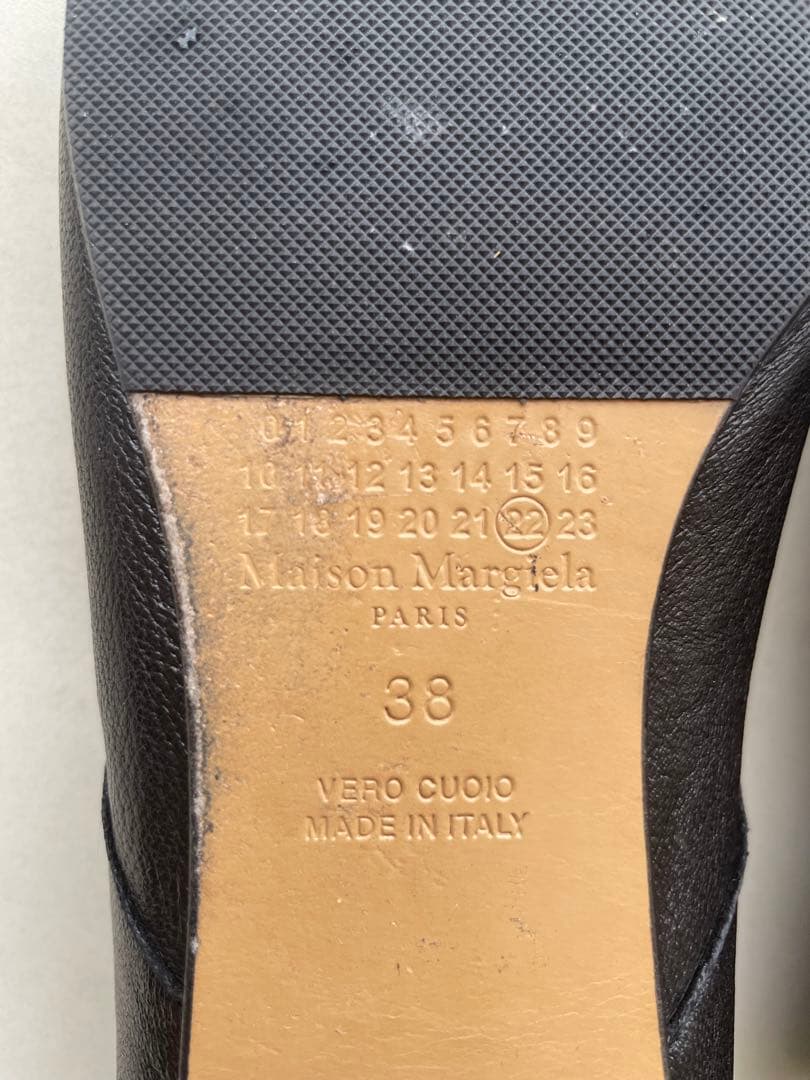 0 1 2 3 4 5 6 7 8 9
10 11 12 13 14 15 16
17 18 19 20 21 22 23
Maison Margiela
PARIS
38
VERO CUOIO
MADE IN ITALY